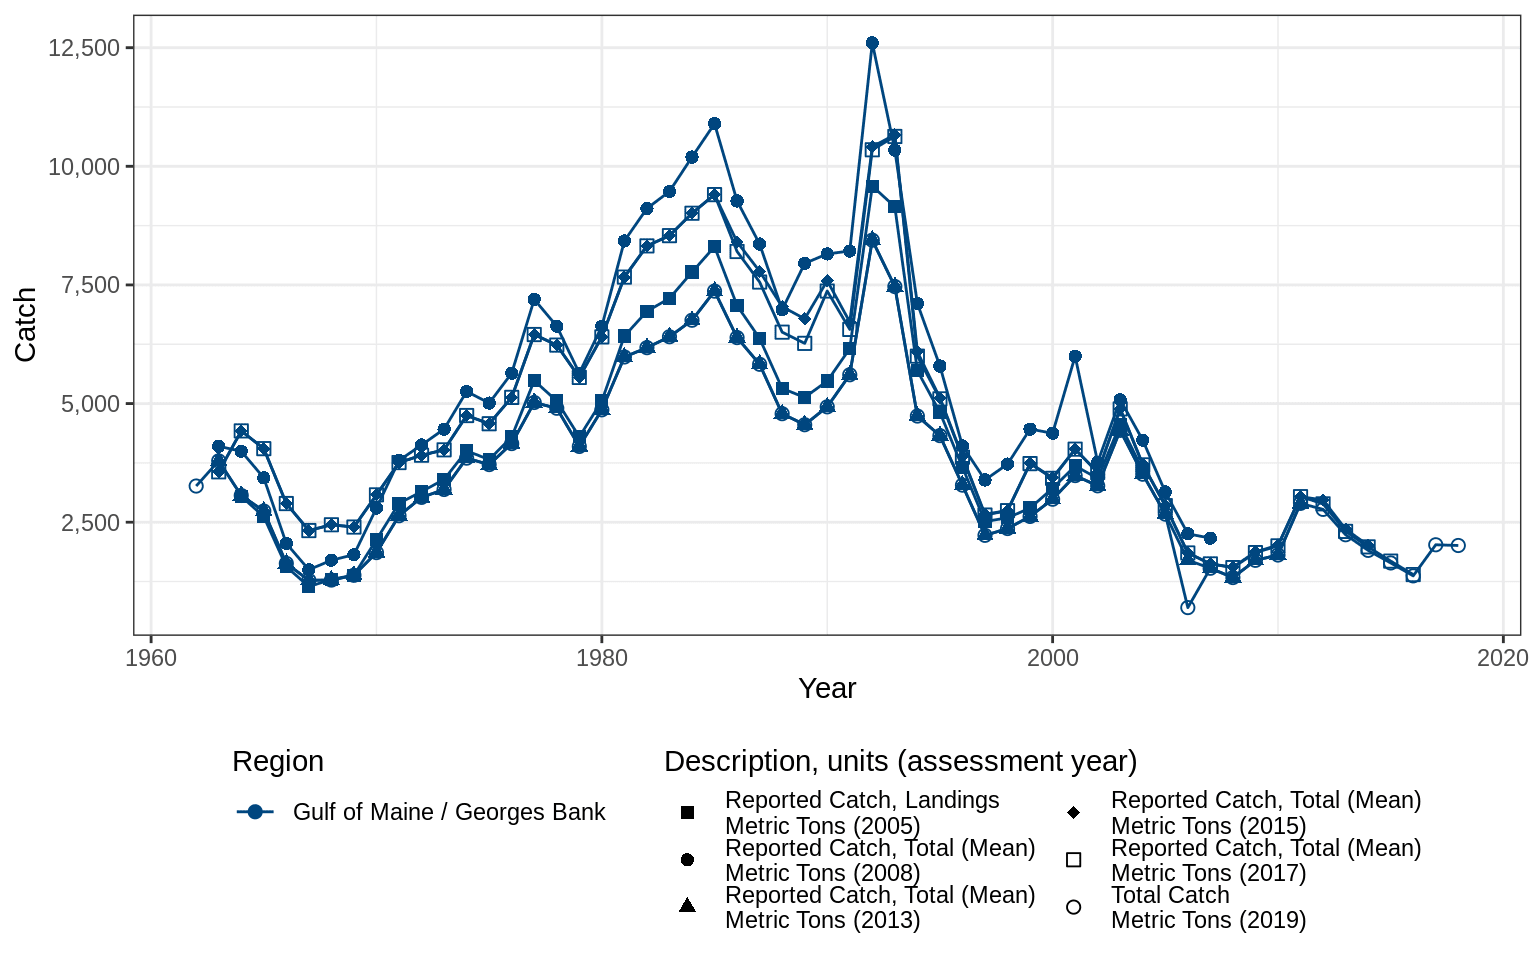 12,500
10,000
7,500
5,000
2,500
Catch
1960
1980
2000
2020
Year
Region
Gulf of Maine / Georges Bank
Description, units (assessment year)
Reported Catch, Landings
Metric Tons (2005)
Reported Catch, Total (Mean)
Metric Tons (2008)
Reported Catch, Total (Mean)
Metric Tons (2013)
Reported Catch, Total (Mean)
Metric Tons (2015)
Reported Catch, Total (Mean)
Metric Tons (2017)
Total Catch
Metric Tons (2019)